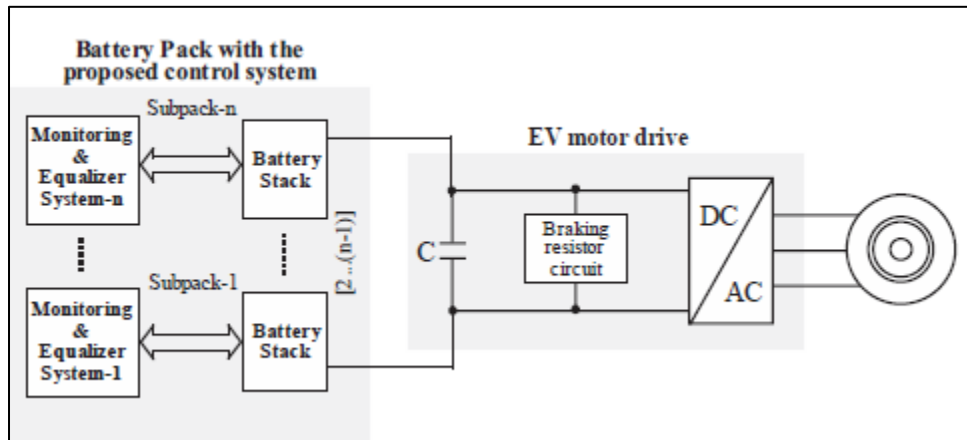 Battery Pack with the
proposed control system
Subpack-n
Monitoring
&
Equalizer
System-n
Battery
Stack
[2 ...(n-1)]
Subpack-1
Monitoring
&
Equalizer
System-1
Battery
Stack
EV motor drive
C
Braking
resistor
circuit
DC
AC